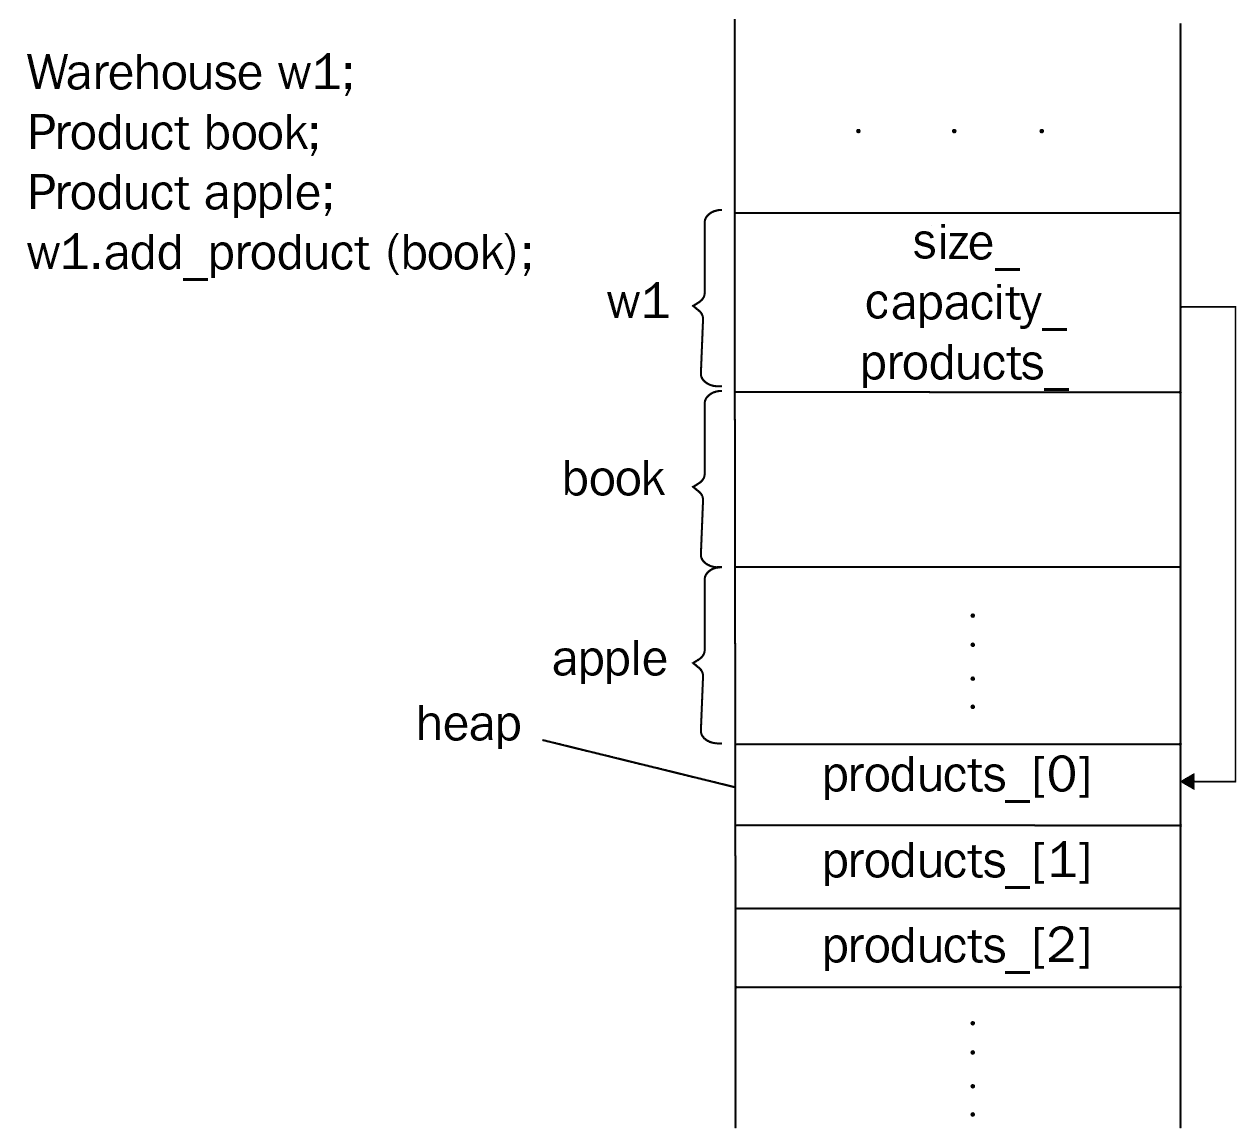 Warehouse w1;
Product book;
Product apple;
w1.add_product (book);
size_
w1
capacity_
products_
book
apple
heap
products_[0]
products_[1]
products_[2]